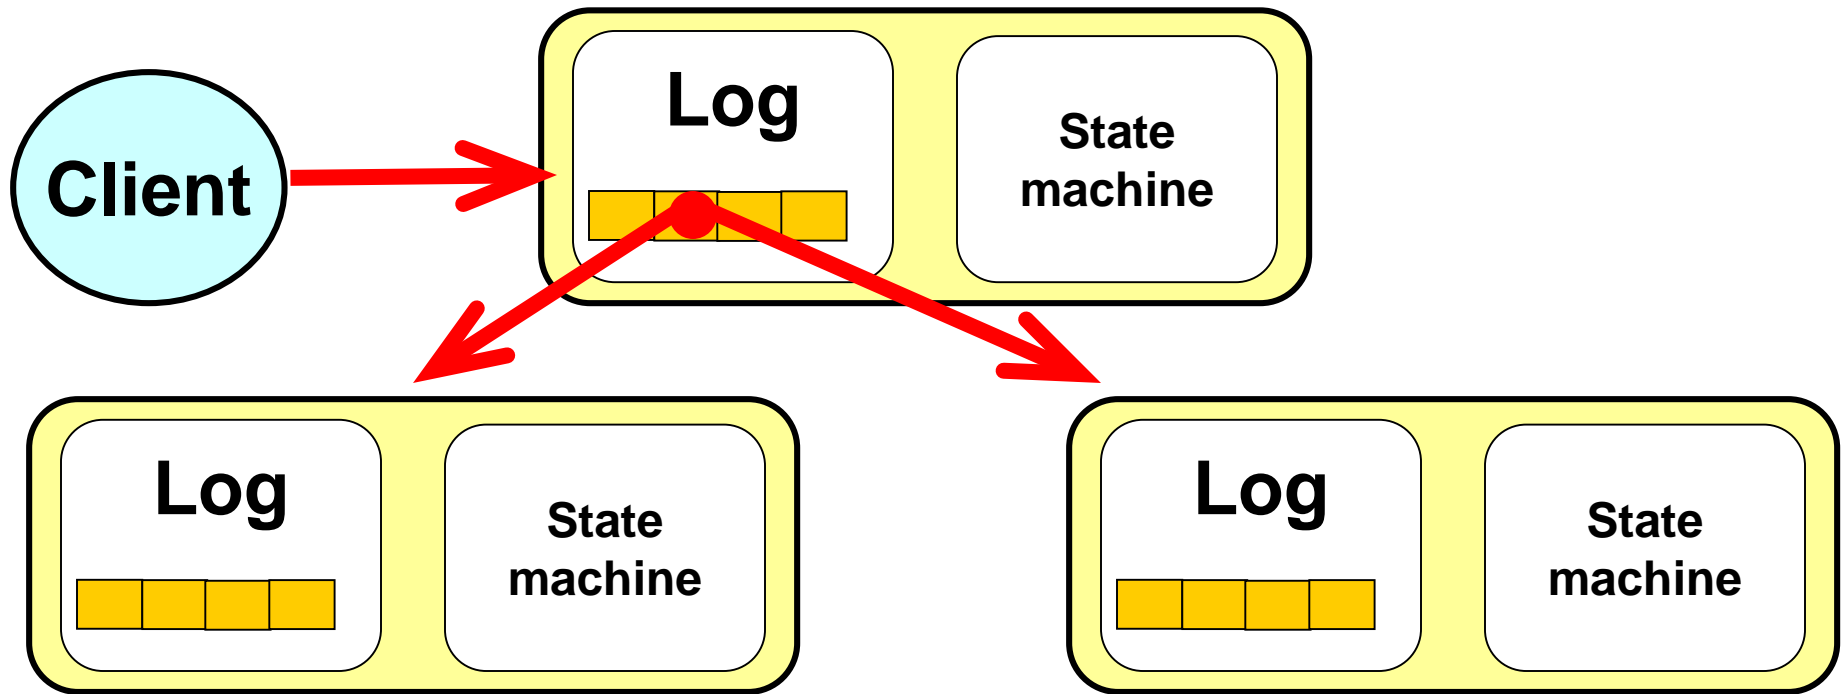 Client
Log
State
machine
Log
State
machine
Log
State
machine